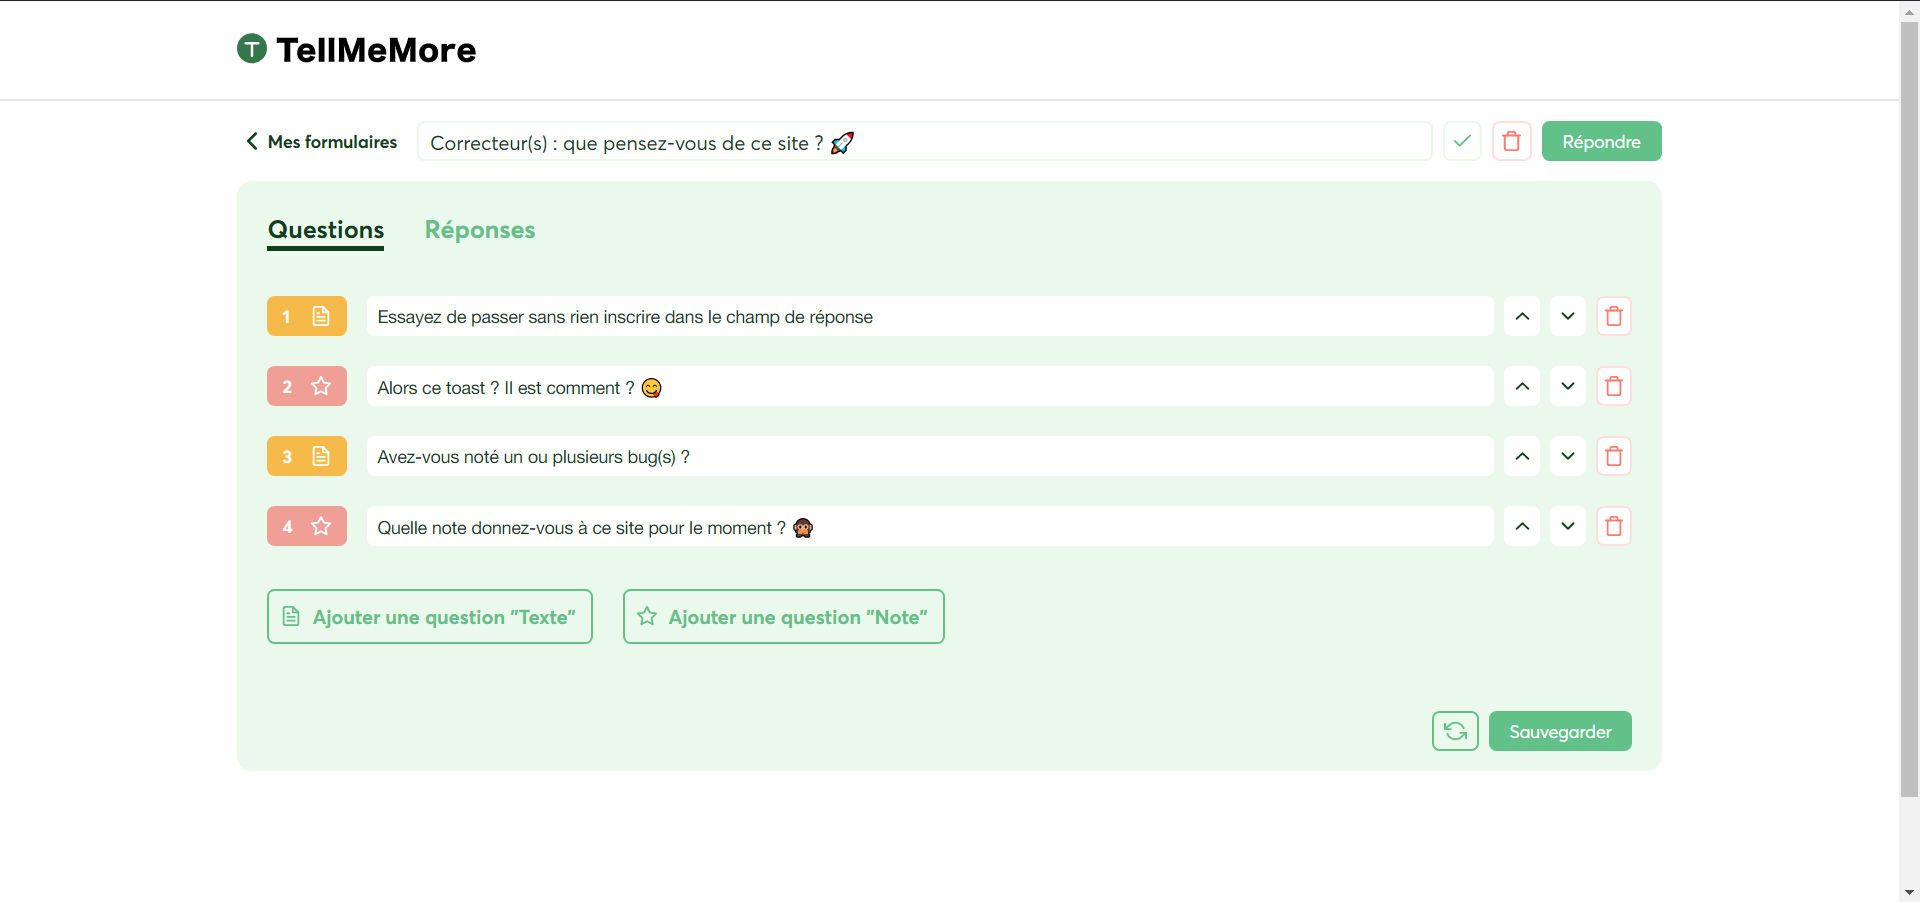 T TellMeMore
Mes formulaires
Correcteur(s) : que pensez-vous de ce site ? 🚀
Répondre
Questions
Réponses
1
Essayez de passer sans rien inscrire dans le champ de réponse
2
Alors ce toast ? Il est comment ? 😋
3
Avez-vous noté un ou plusieurs bug(s) ?
4
Quelle note donnez-vous à ce site pour le moment ? 🙊
Ajouter une question "Texte"
Ajouter une question "Note"
Sauvegarder